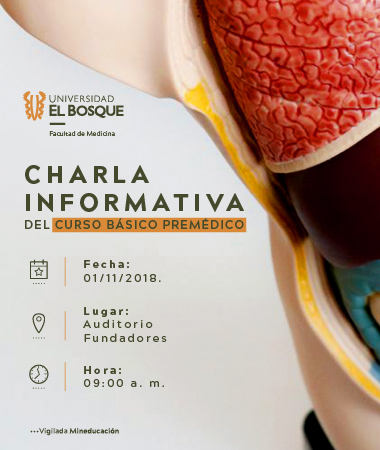 UNIVERSIDAD
EL BOSQUE
Facultad de Medicina
CHARLA
INFORMATIVA
DEL CURSO BÁSICO PREMÉDICO
Fecha:
01/11/2018.
Lugar:
Auditorio
Fundadores
Hora:
09:00 a. m.
•••Vigilada Mineducación